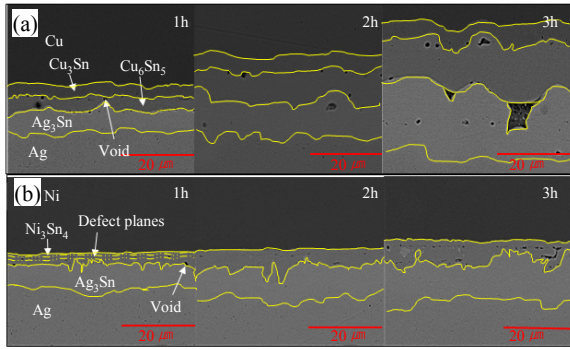 (a)
1h
2h
3h
Cu
Cu₃Sn
Cu₆Sn₅
Ag₃Sn
Void
Ag
20 ㎛
20 ㎛
20 ㎛
(b)
Ni
1h
2h
3h
Ni₃Sn₄
Defect planes
Ag₃Sn
Void
Ag
20 ㎛
20 ㎛
20 ㎛